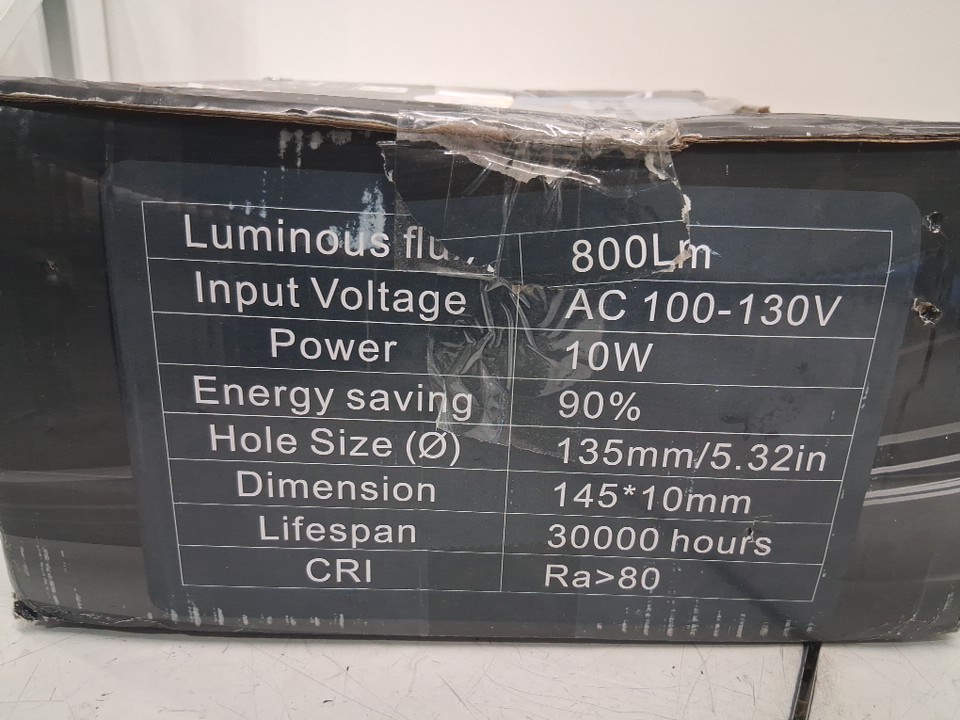 Luminous flu
800Lm
Input Voltage
AC 100-130V
Power
10W
Energy saving
90%
Hole Size (Ø)
135mm/5.32in
Dimension
145*10mm
Lifespan
30000 hours
CRI
Ra>80